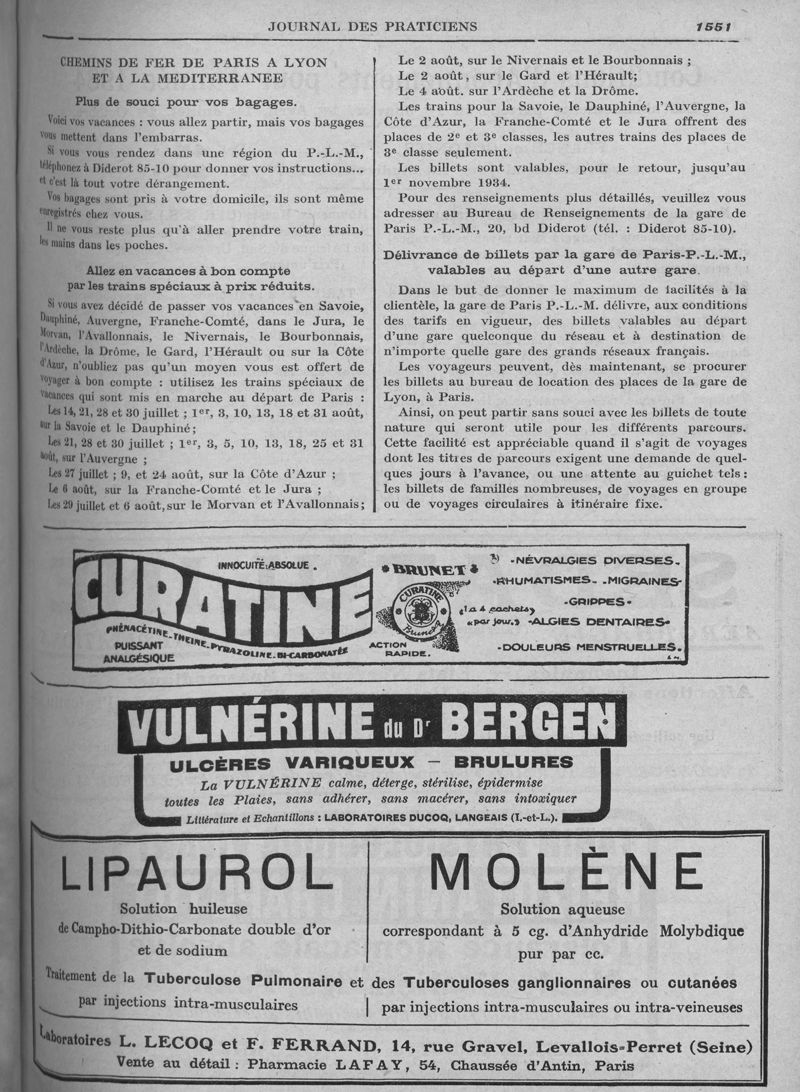 JOURNAL DES PRATICIENS
1551
CHEMINS DE FER DE PARIS A LYON
ET A LA MEDITERRANEE
Plus de souci pour vos bagages.
Voici vos vacances : vous allez partir, mais vos bagages
vous mettent dans l'embarras.
Si vous vous rendez dans une région du P.-L.-M.,
téléphonez à Diderot 85-10 pour donner vos instructions...
et c'est là tout votre dérangement.
Vos bagages sont pris à votre domicile, ils sont même
enregistrés chez vous.
Il ne vous reste plus qu'à aller prendre votre train,
les mains dans les poches.
Allez en vacances à bon compte
par les trains spéciaux à prix réduits.
Si vous avez décidé de passer vos vacances en Savoie,
Dauphiné, Auvergne, Franche-Comté, dans le Jura, le
Morvan, l'Avallonnais, le Nivernais, le Bourbonnais,
l'Ardèche, la Drôme, le Gard, l'Hérault ou sur la Côte
d'Azur, n'oubliez pas qu'un moyen vous est offert de
voyager à bon compte : utilisez les trains spéciaux de
vacances qui sont mis en marche au départ de Paris :
Les 14, 21, 28 et 30 juillet ; 1er, 3, 10, 13, 18 et 31 août,
sur la Savoie et le Dauphiné;
Les 21, 28 et 30 juillet ; 1er, 3, 5, 10, 13, 18, 25 et 31
août, sur l'Auvergne ;
Les 27 juillet ; 9, et 24 août, sur la Côte d'Azur ;
Le 6 août, sur la Franche-Comté et le Jura ;
Les 29 juillet et 6 août, sur le Morvan et l'Avallonnais;
Le 2 août, sur le Nivernais et le Bourbonnais ;
Le 2 août, sur le Gard et l'Hérault;
Le 4 août. sur l'Ardèche et la Drôme.
Les trains pour la Savoie, le Dauphiné, l'Auvergne, la
Côte d'Azur, la Franche-Comté et le Jura offrent des
places de 2e et 3e classes, les autres trains des places de
3e classe seulement.
Les billets sont valables, pour le retour, jusqu'au
1er novembre 1934.
Pour des renseignements plus détaillés, veuillez vous
adresser au Bureau de Renseignements de la gare de
Paris P.-L.-M., 20, bd Diderot (tél. : Diderot 85-10).
Délivrance de billets par la gare de Paris-P.-L.-M.,
valables au départ d'une autre gare.
Dans le but de donner le maximum de facilités à la
clientèle, la gare de Paris P.-L.-M. délivre, aux conditions
des tarifs en vigueur, des billets valables au départ
d'une gare quelconque du réseau et à destination de
n'importe quelle gare des grands réseaux français.
Les voyageurs peuvent, dès maintenant, se procurer
les billets au bureau de location des places de la gare de
Lyon, à Paris.
Ainsi, on peut partir sans souci avec les billets de toute
nature qui seront utile pour les différents parcours.
Cette facilité est appréciable quand il s'agit de voyages
dont les titres de parcours exigent une demande de quel-
ques jours à l'avance, ou une attente au guichet tels :
les billets de familles nombreuses, de voyages en groupe
ou de voyages circulaires à itinéraire fixe.
INNOCUITÉ ABSOLUE.
CURATINE
PHÉNACÉTINE-THEINE-PYRAZOLINE-BI-CARBONATÉE
PUISSANT
ANALGÉSIQUE
BRUNET
CURATINE
Brunet
ACTION
RAPIDE.
(1 a 4 cachets)
(par jour.)
-NÉVRALGIES DIVERSES-
-RHUMATISMES- -MIGRAINES-
-GRIPPES-
-ALGIES DENTAIRES-
-DOULEURS MENSTRUELLES.
VULNÉRINE du Dr BERGEN
ULCÈRES VARIQUEUX — BRULURES
La VULNÉRINE calme, déterge, stérilise, épidermise
toutes les Plaies, sans adhérer, sans macérer, sans intoxiquer
Littérature et Echantillons : LABORATOIRES DUCOQ, LANGEAIS (I.-et-L.).
LIPAUROL
Solution huileuse
de Campho-Dithio-Carbonate double d'or
et de sodium
MOLÈNE
Solution aqueuse
correspondant à 5 cg. d'Anhydride Molybdique
pur par cc.
Traitement de la Tuberculose Pulmonaire et des Tuberculoses ganglionnaires ou cutanées
par injections intra-musculaires
par injections intra-musculaires ou intra-veineuses
Laboratoires L. LECOQ et F. FERRAND, 14, rue Gravel, Levallois-Perret (Seine)
Vente au détail : Pharmacie LAFAY, 54, Chaussée d'Antin, Paris